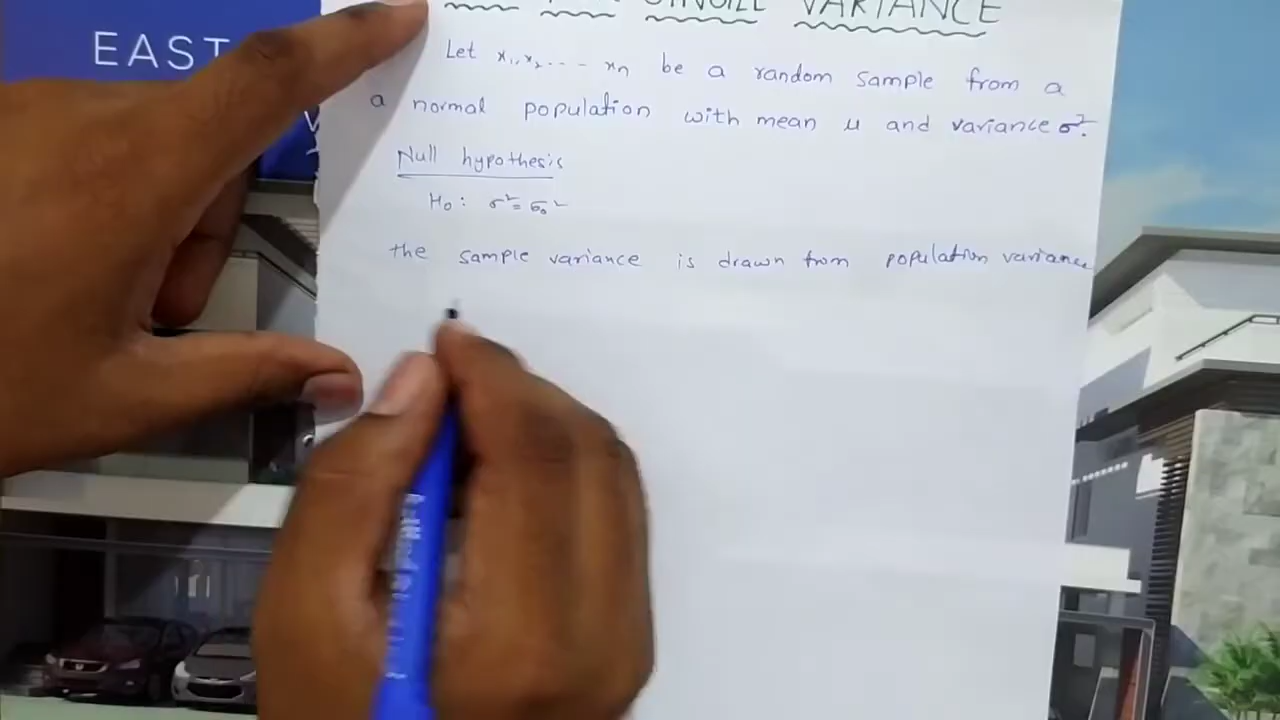 VARIANCE
EAST
Let x₁,x₂,---- xn be a random sample from a
a normal population with mean μ and variance σ².
Null hypothesis
H₀: σ²= σ₀²
the sample variance is drawn from population variance